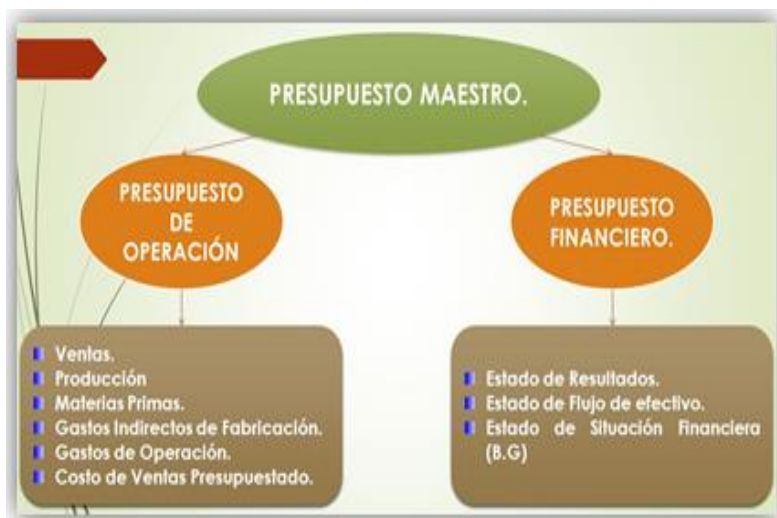 PRESUPUESTO MAESTRO.
PRESUPUESTO
DE
OPERACIÓN
PRESUPUESTO
FINANCIERO.
Ventas.
Producción
Materias Primas.
Gastos Indirectos de Fabricación.
Gastos de Operación.
Costo de Ventas Presupuestado.
Estado de Resultados.
Estado de Flujo de efectivo.
Estado de Situación Financiera
(B.G)